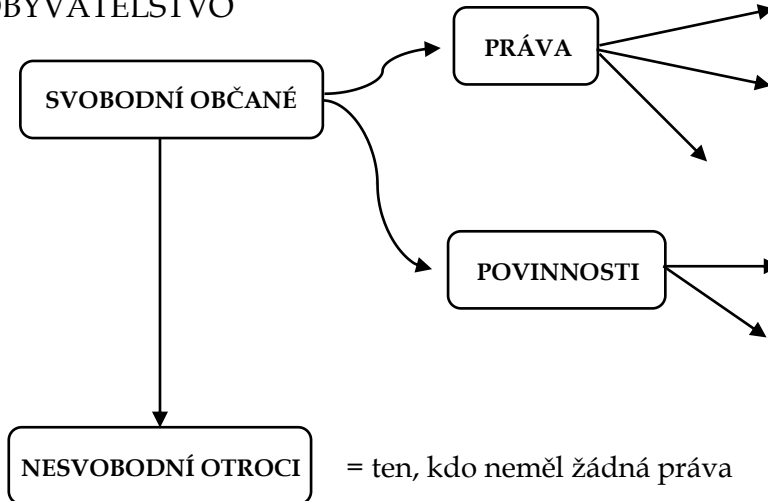 OBYVATELSTVO
PRÁVA
SVOBODNÍ OBČANÉ
POVINNOSTI
NESVOBODNÍ OTROCI = ten, kdo neměl žádná práva